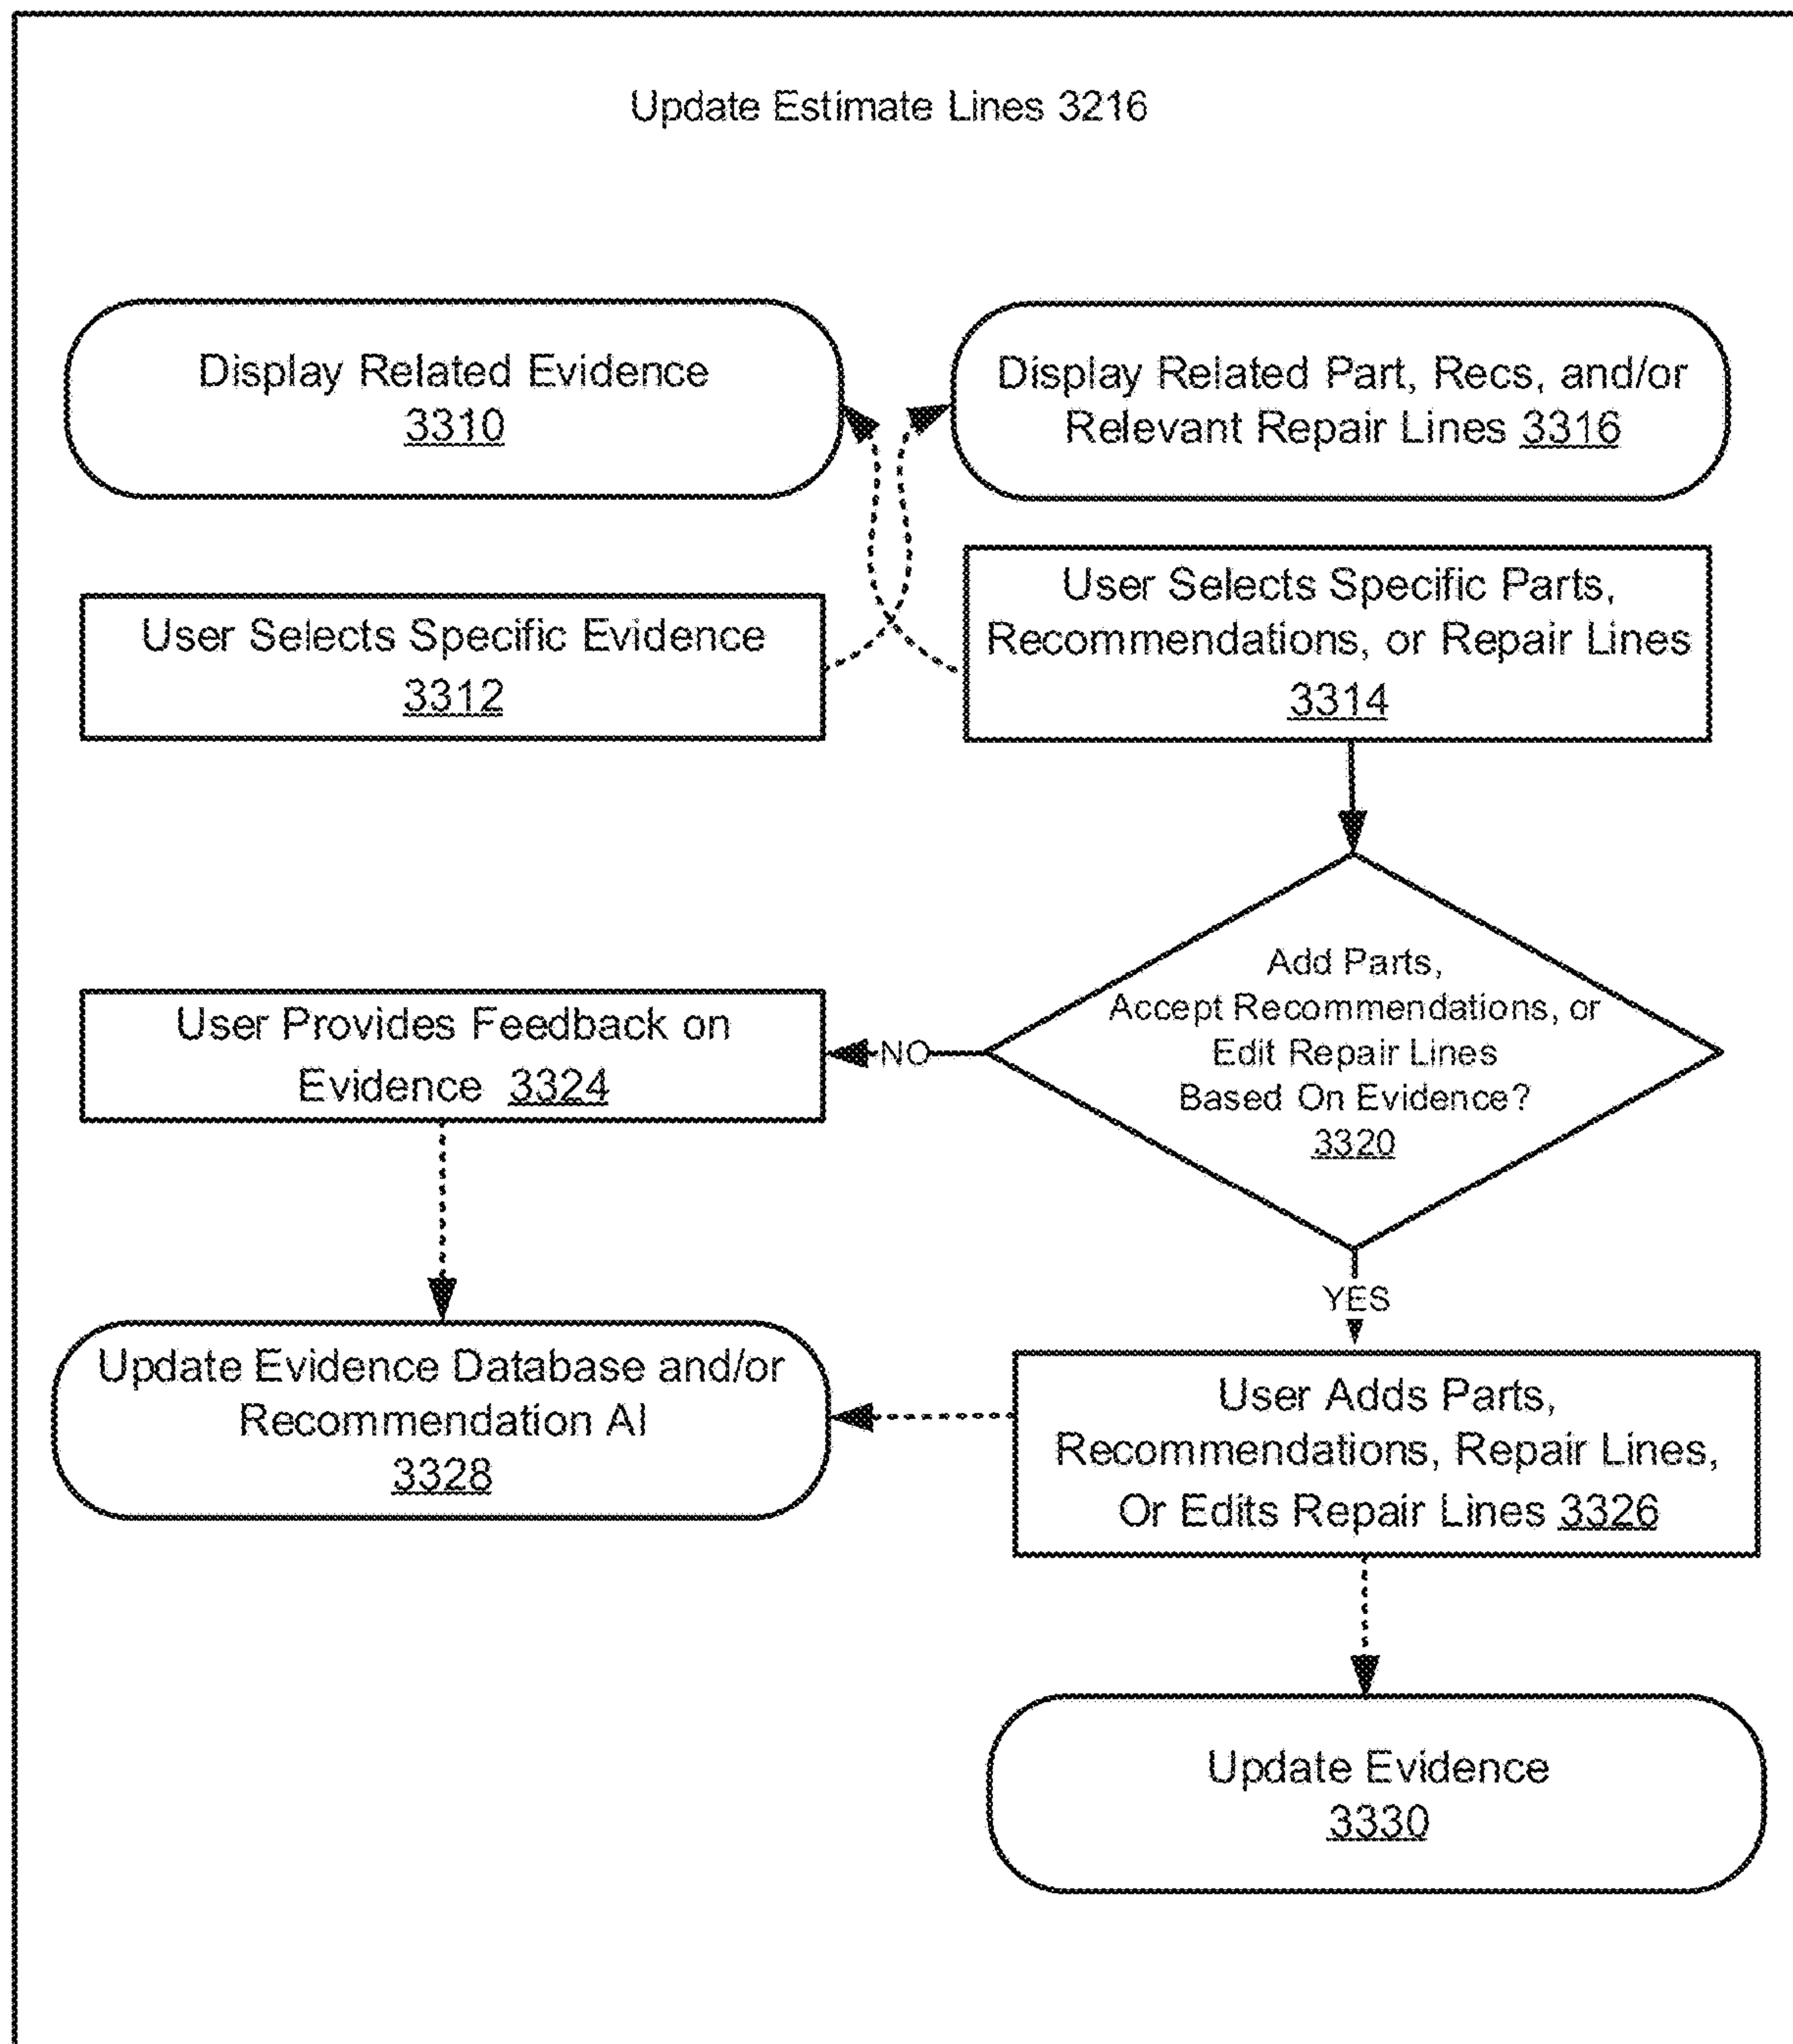 Update Estimate Lines 3216
Display Related Evidence
3310
Display Related Part, Recs, and/or
Relevant Repair Lines 3316
User Selects Specific Evidence
3312
User Selects Specific Parts,
Recommendations, or Repair Lines
3314
Add Parts,
Accept Recommendations, or
Edit Repair Lines
Based On Evidence?
3320
NO
User Provides Feedback on
Evidence 3324
YES
Update Evidence Database and/or
Recommendation AI
3328
User Adds Parts,
Recommendations, Repair Lines,
Or Edits Repair Lines 3326
Update Evidence
3330